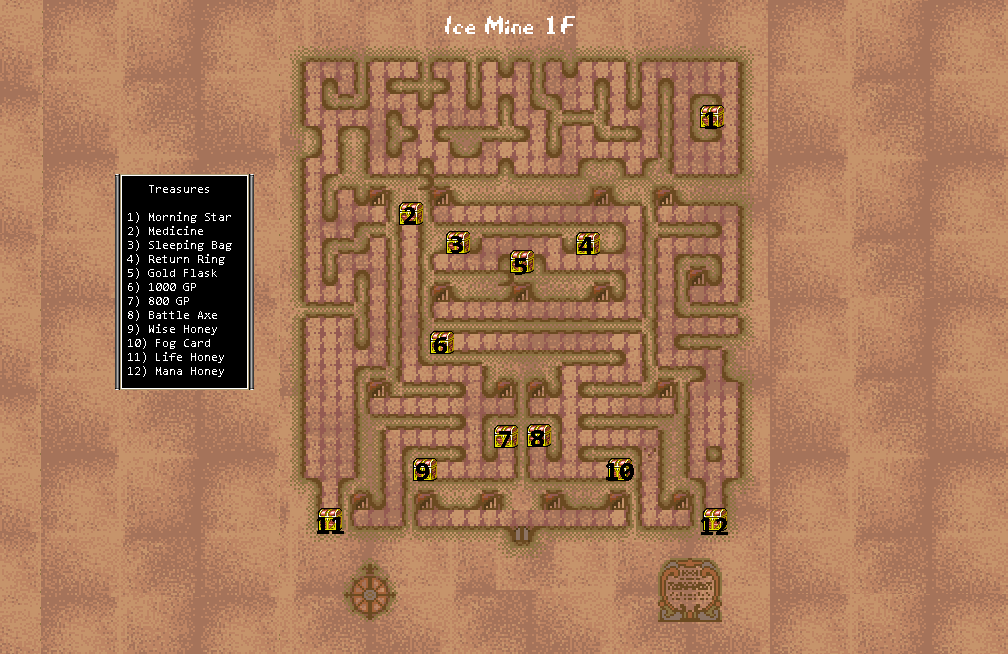 Ice Mine 1F
Treasures
1) Morning Star
2) Medicine
3) Sleeping Bag
4) Return Ring
5) Gold Flask
6) 1000 GP
7) 800 GP
8) Battle Axe
9) Wise Honey
10) Fog Card
11) Life Honey
12) Mana Honey
1
2
3
4
5
6
7
8
9
10
11
12